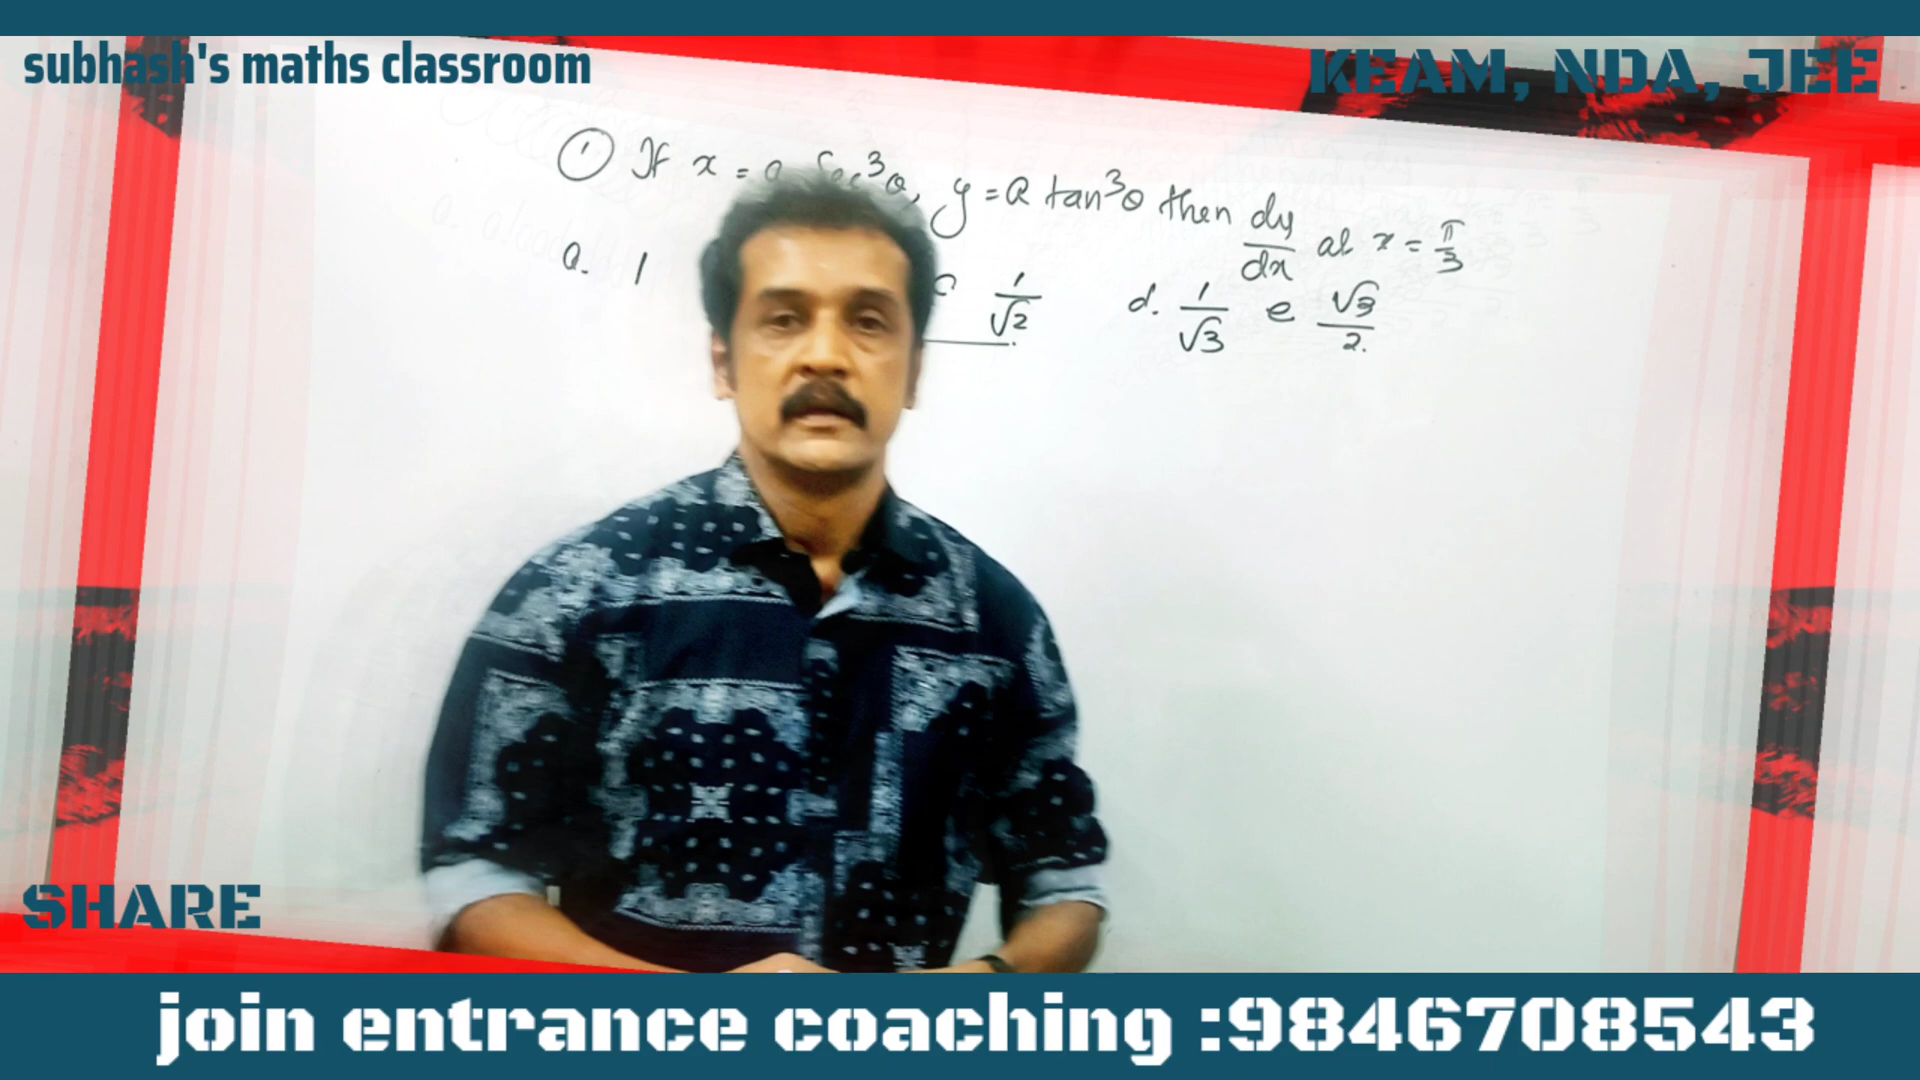 subhash's maths classroom
KEAM, NDA, JEE
① If x = a Sec³θ, y = a tan³θ then dy/dx at x = π/3
a. 1 c 1/√2 d. 1/√3 e √3/2.
SHARE
join entrance coaching :9846708543